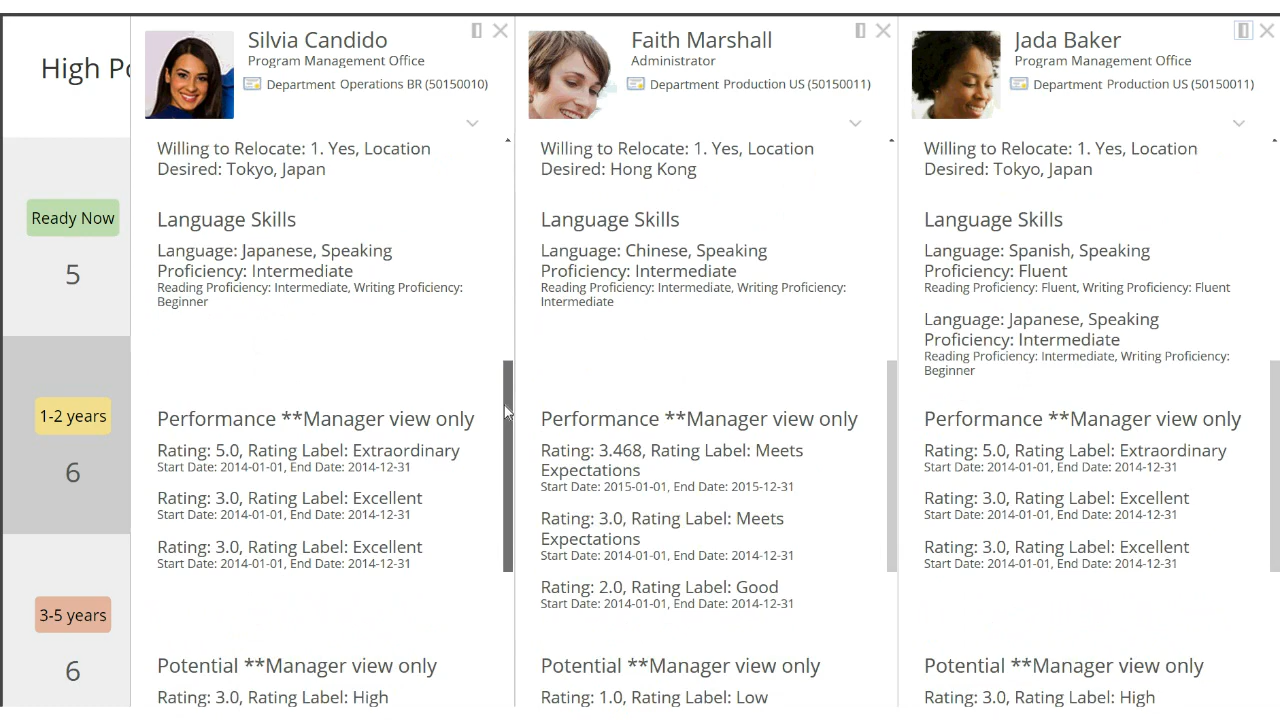 High Po
Ready Now
5
1-2 years
6
3-5 years
6
Silvia Candido
Program Management Office
Department Operations BR (50150010)
Willing to Relocate: 1. Yes, Location
Desired: Tokyo, Japan
Language Skills
Language: Japanese, Speaking
Proficiency: Intermediate
Reading Proficiency: Intermediate, Writing Proficiency:
Beginner
Performance **Manager view only
Rating: 5.0, Rating Label: Extraordinary
Start Date: 2014-01-01, End Date: 2014-12-31
Rating: 3.0, Rating Label: Excellent
Start Date: 2014-01-01, End Date: 2014-12-31
Rating: 3.0, Rating Label: Excellent
Start Date: 2014-01-01, End Date: 2014-12-31
Potential **Manager view only
Rating: 3.0, Rating Label: High
Faith Marshall
Administrator
Department Production US (50150011)
Willing to Relocate: 1. Yes, Location
Desired: Hong Kong
Language Skills
Language: Chinese, Speaking
Proficiency: Intermediate
Reading Proficiency: Intermediate, Writing Proficiency:
Intermediate
Performance **Manager view only
Rating: 3.468, Rating Label: Meets
Expectations
Start Date: 2015-01-01, End Date: 2015-12-31
Rating: 3.0, Rating Label: Meets
Expectations
Start Date: 2014-01-01, End Date: 2014-12-31
Rating: 2.0, Rating Label: Good
Start Date: 2014-01-01, End Date: 2014-12-31
Potential **Manager view only
Rating: 1.0, Rating Label: Low
Jada Baker
Program Management Office
Department Production US (50150011)
Willing to Relocate: 1. Yes, Location
Desired: Tokyo, Japan
Language Skills
Language: Spanish, Speaking
Proficiency: Fluent
Reading Proficiency: Fluent, Writing Proficiency: Fluent
Language: Japanese, Speaking
Proficiency: Intermediate
Reading Proficiency: Intermediate, Writing Proficiency:
Beginner
Performance **Manager view only
Rating: 5.0, Rating Label: Extraordinary
Start Date: 2014-01-01, End Date: 2014-12-31
Rating: 3.0, Rating Label: Excellent
Start Date: 2014-01-01, End Date: 2014-12-31
Rating: 3.0, Rating Label: Excellent
Start Date: 2014-01-01, End Date: 2014-12-31
Potential **Manager view only
Rating: 3.0, Rating Label: High